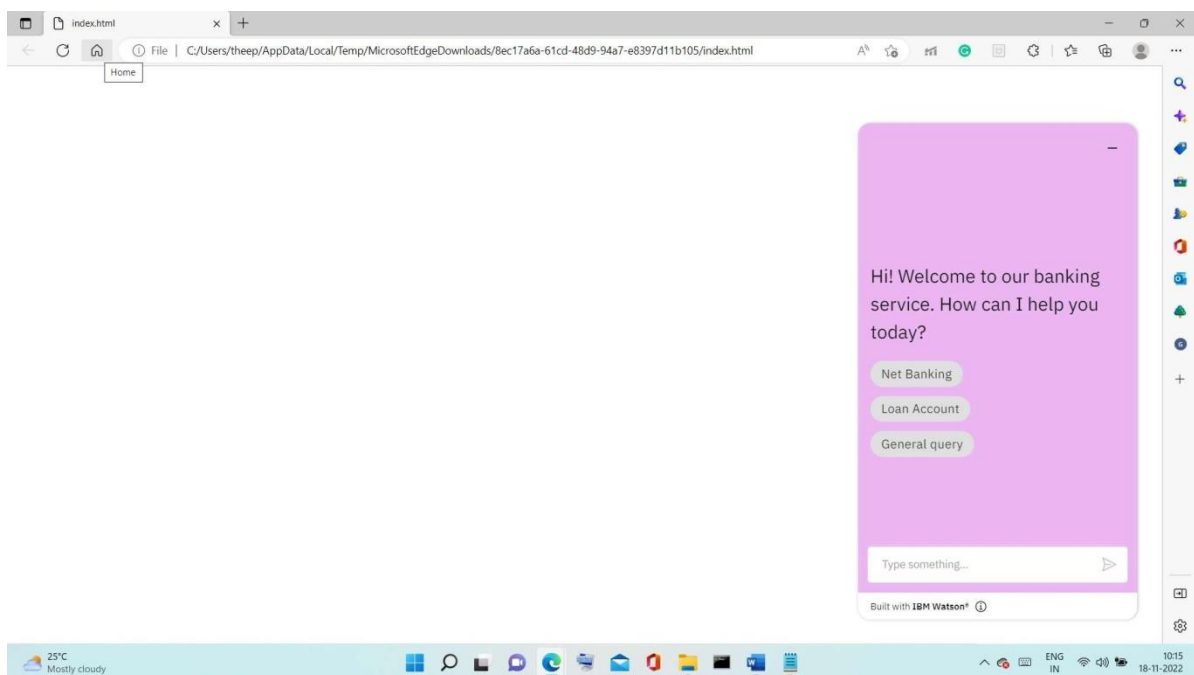 index.html
File | C:/Users/theep/AppData/Local/Temp/MicrosoftEdgeDownloads/8ec17a6a-61cd-48d9-94a7-e8397d11b105/index.html
Home
Hi! Welcome to our banking
service. How can I help you
today?
Net Banking
Loan Account
General query
Type something...
Built with IBM Watson®
25°C
Mostly cloudy
ENG
IN
10:15
18-11-2022